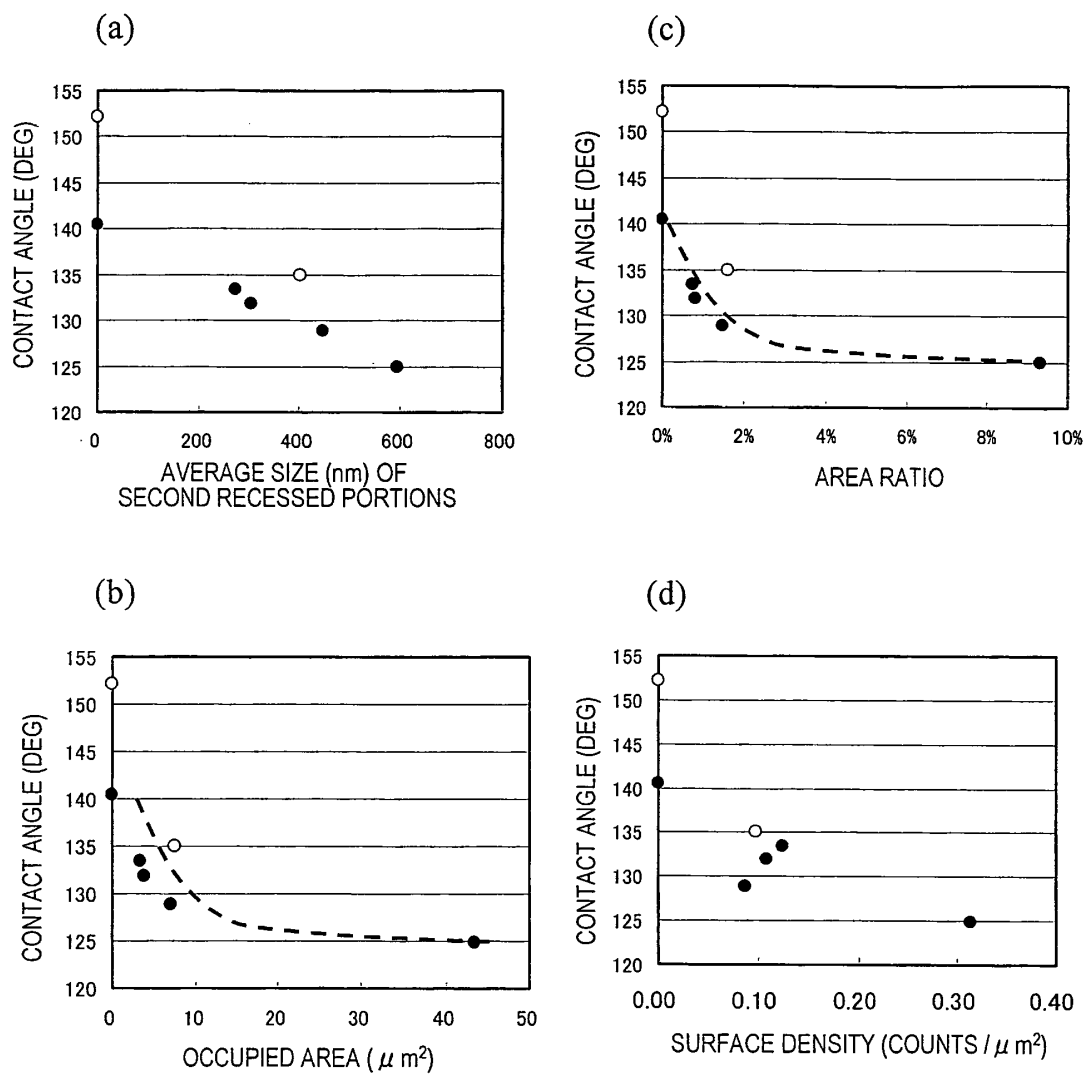 (a)
CONTACT ANGLE (DEG)
155
150
145
140
135
130
125
120
0 200 400 600 800
AVERAGE SIZE (nm) OF
SECOND RECESSED PORTIONS
(c)
CONTACT ANGLE (DEG)
155
150
145
140
135
130
125
120
0% 2% 4% 6% 8% 10%
AREA RATIO
(b)
CONTACT ANGLE (DEG)
155
150
145
140
135
130
125
120
0 10 20 30 40 50
OCCUPIED AREA ( μ m²)
(d)
CONTACT ANGLE (DEG)
155
150
145
140
135
130
125
120
0.00 0.10 0.20 0.30 0.40
SURFACE DENSITY (COUNTS / μ m²)